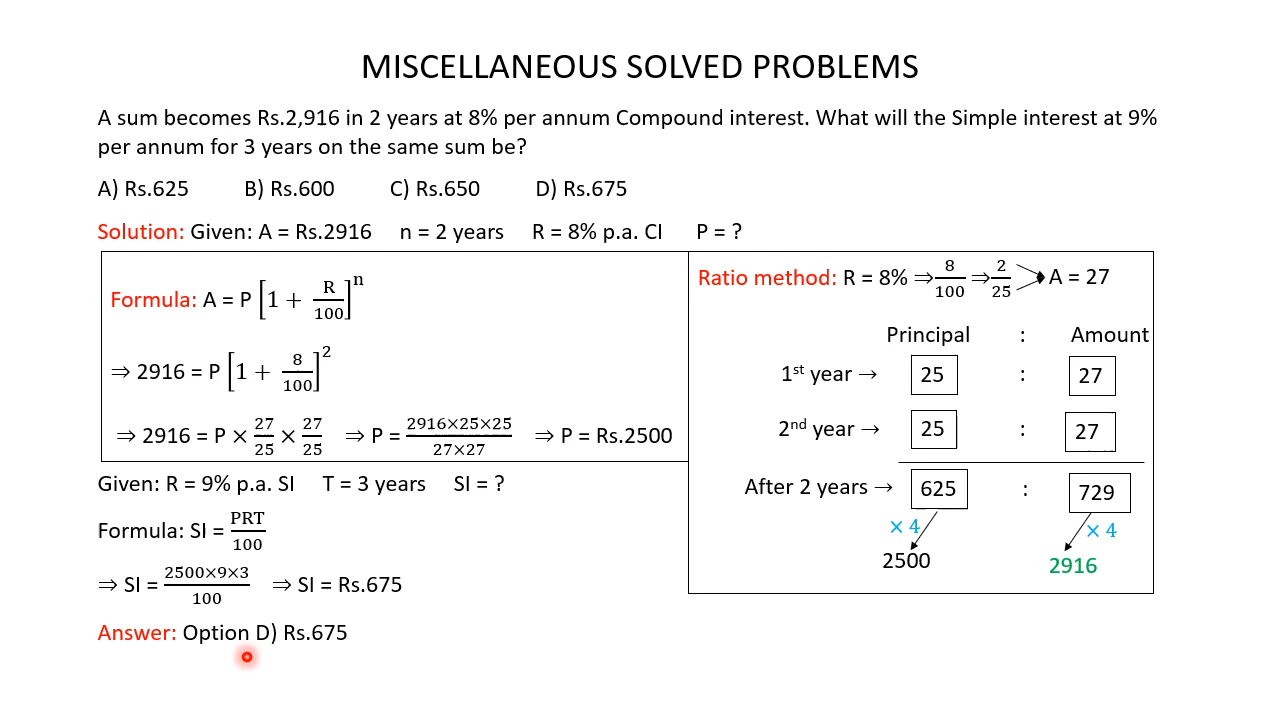 MISCELLANEOUS SOLVED PROBLEMS
A sum becomes Rs.2,916 in 2 years at 8% per annum Compound interest. What will the Simple interest at 9%
per annum for 3 years on the same sum be?
A) Rs.625 B) Rs.600 C) Rs.650 D) Rs.675
Solution: Given: A = Rs.2916 n = 2 years R = 8% p.a. CI P = ?
Formula: A = P [1 + R/100]^n
⇒ 2916 = P [1 + 8/100]^2
⇒ 2916 = P × 27/25 × 27/25 ⇒ P = 2916×25×25/27×27 ⇒ P = Rs.2500
Ratio method: R = 8% ⇒ 8/100 ⇒ 2/25 A = 27
Principal : Amount
1st year → 25 : 27
2nd year → 25 : 27
After 2 years → 625 : 729
× 4 × 4
2500 2916
Given: R = 9% p.a. SI T = 3 years SI = ?
Formula: SI = PRT/100
⇒ SI = 2500×9×3/100 ⇒ SI = Rs.675
Answer: Option D) Rs.675